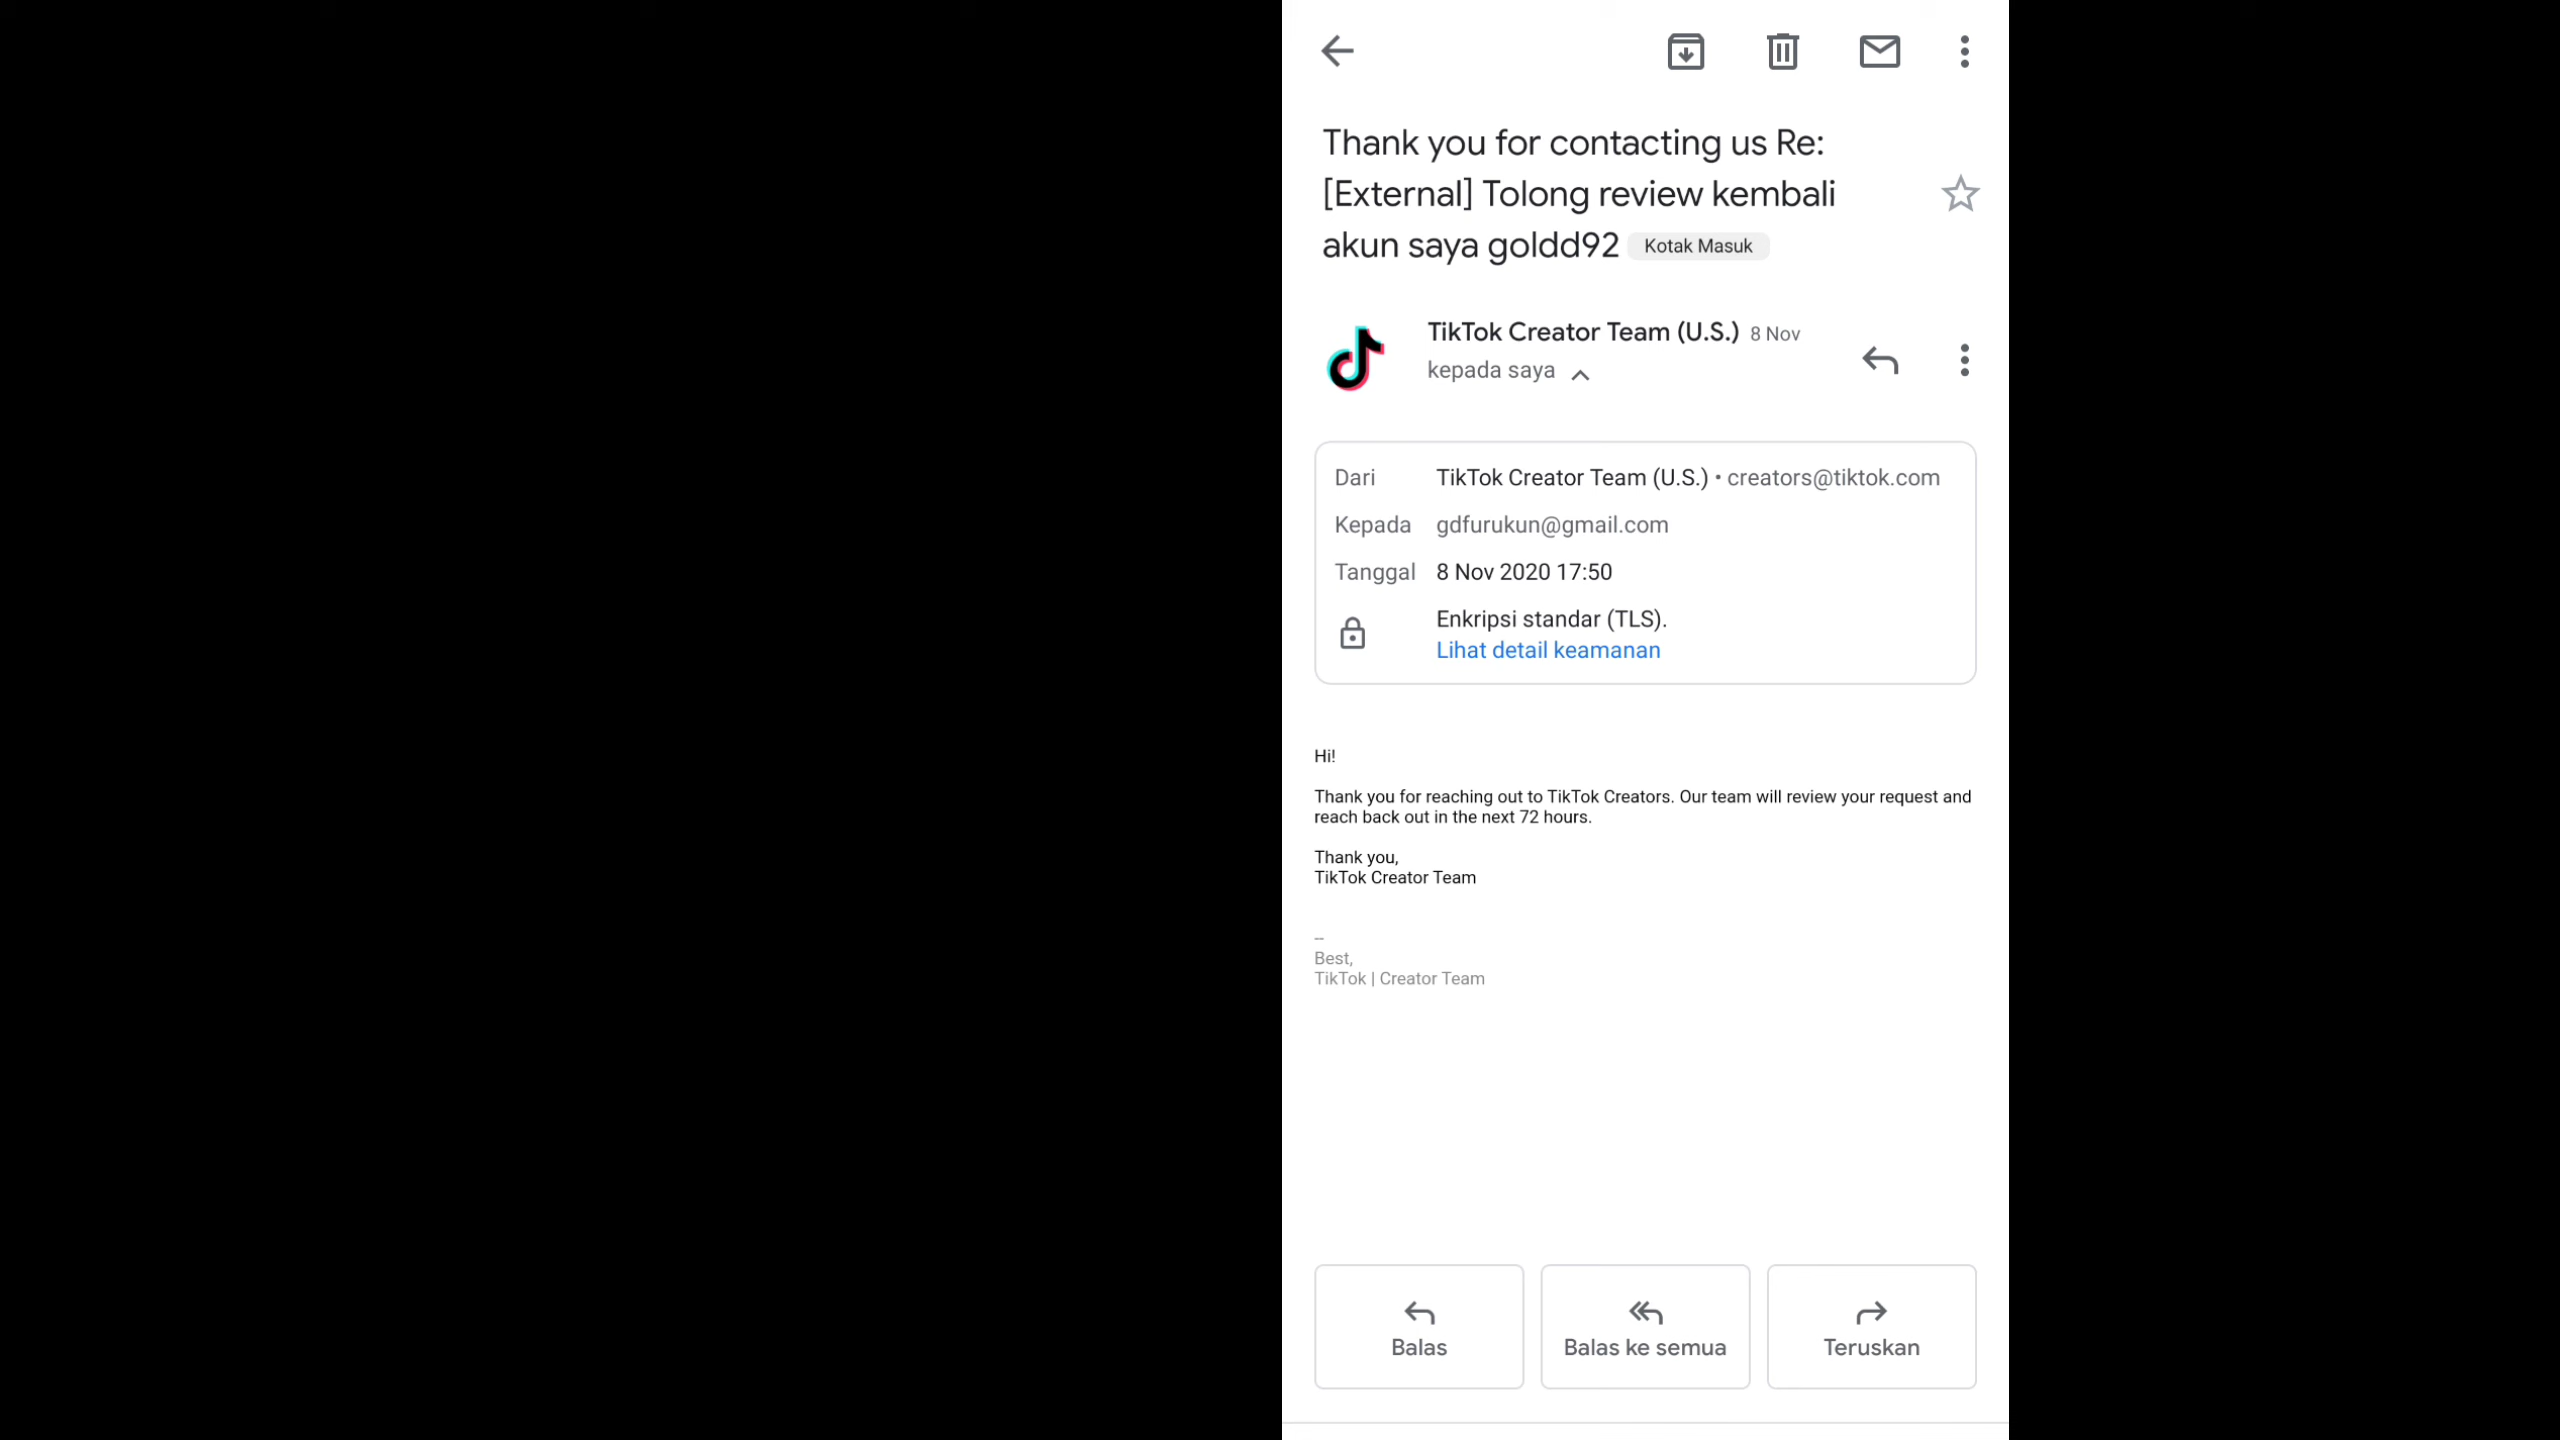 Thank you for contacting us Re:
[External] Tolong review kembali
akun saya goldd92 Kotak Masuk
TikTok Creator Team (U.S.) 8 Nov
kepada saya
Dari TikTok Creator Team (U.S.) • creators@tiktok.com
Kepada gdfurukun@gmail.com
Tanggal 8 Nov 2020 17:50
Enkripsi standar (TLS).
Lihat detail keamanan
Hi!
Thank you for reaching out to TikTok Creators. Our team will review your request and
reach back out in the next 72 hours.
Thank you,
TikTok Creator Team
--
Best,
TikTok | Creator Team
Balas Balas ke semua Teruskan